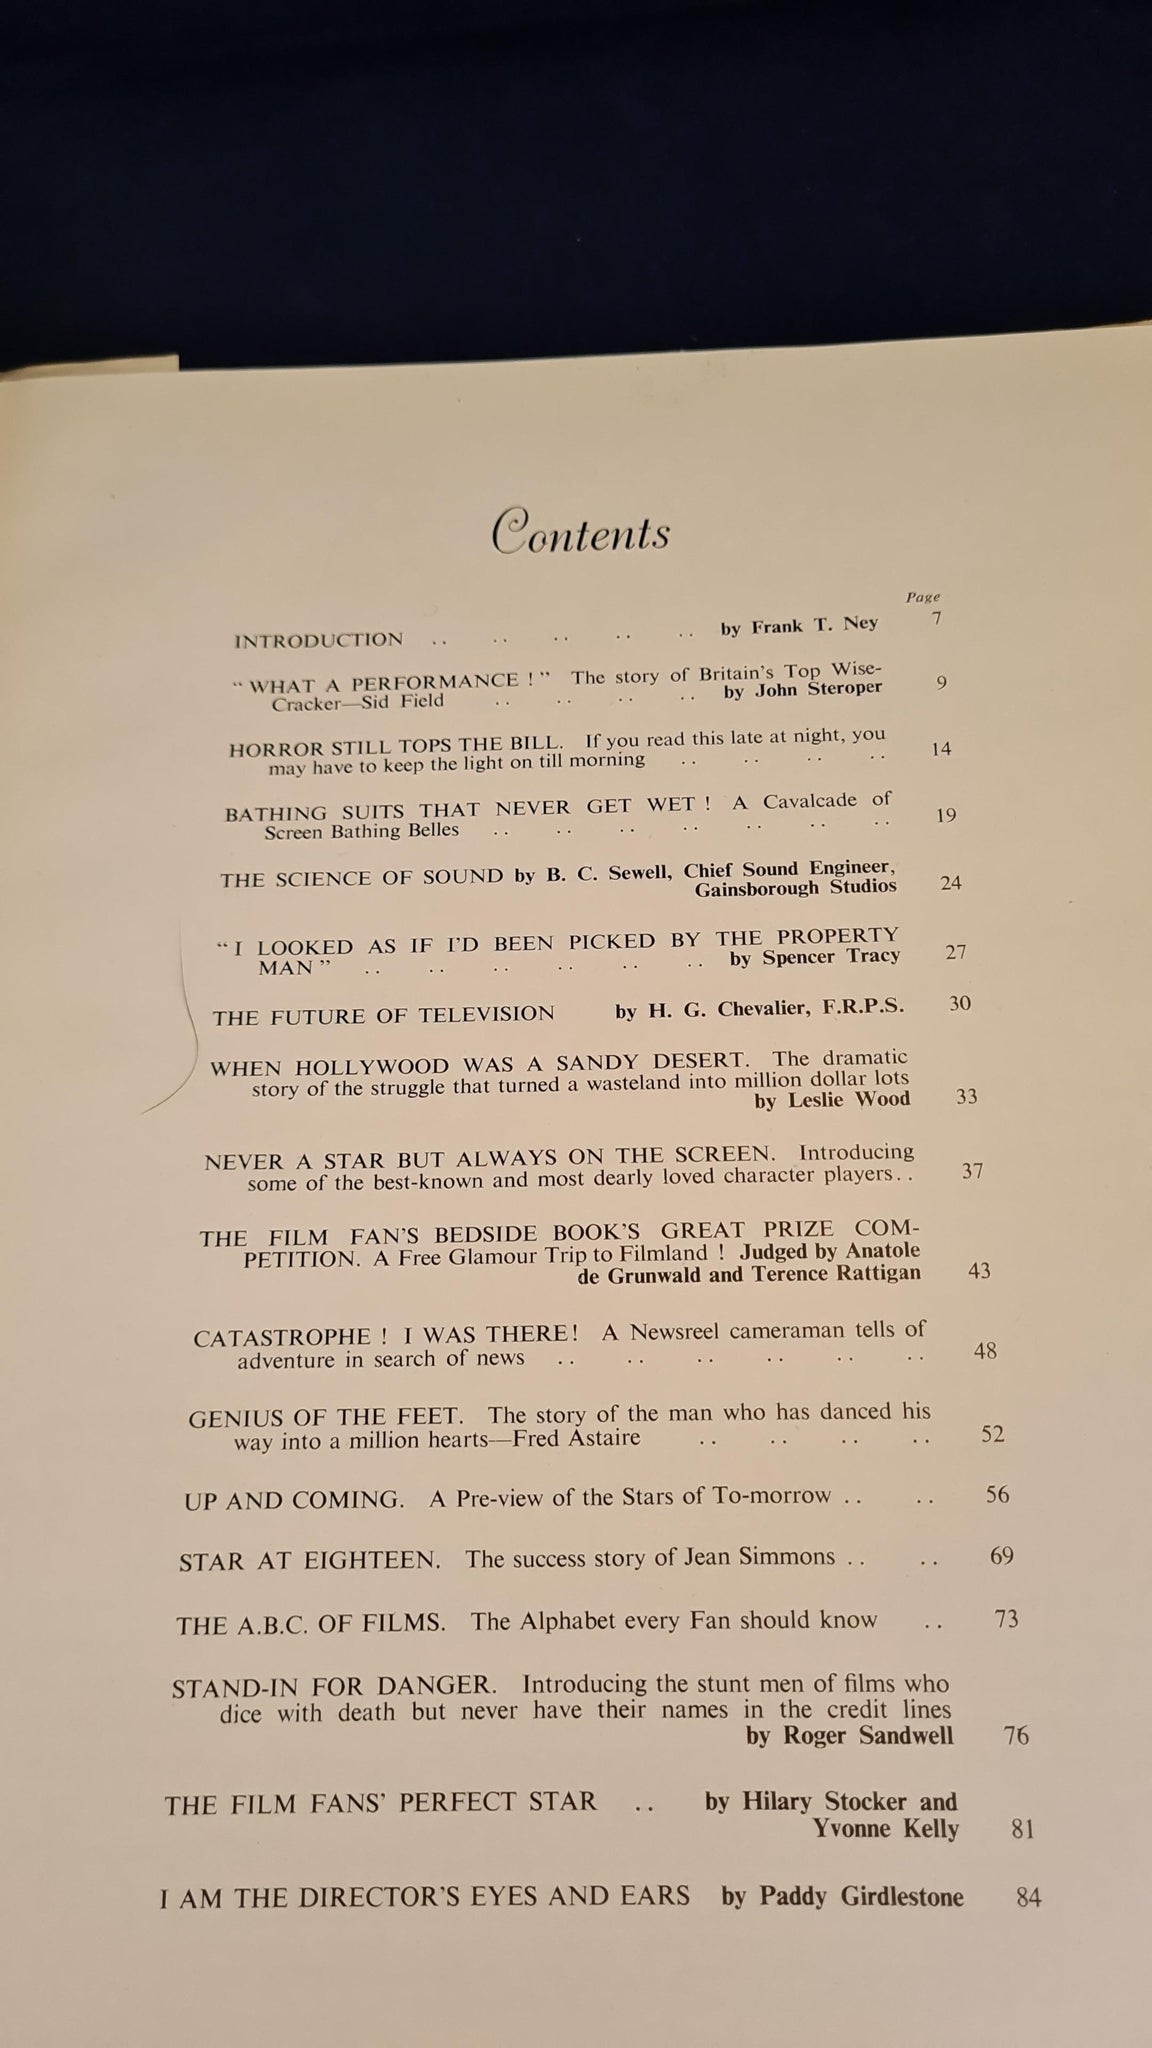 Contents
Page
INTRODUCTION .. .. .. .. .. by Frank T. Ney 7
“WHAT A PERFORMANCE !” The story of Britain's Top Wise-
Cracker—Sid Field .. .. .. .. by John Steroper 9
HORROR STILL TOPS THE BILL. If you read this late at night, you
may have to keep the light on till morning .. .. .. .. 14
BATHING SUITS THAT NEVER GET WET ! A Cavalcade of
Screen Bathing Belles .. .. .. .. .. .. .. 19
THE SCIENCE OF SOUND by B. C. Sewell, Chief Sound Engineer,
Gainsborough Studios 24
“I LOOKED AS IF I'D BEEN PICKED BY THE PROPERTY
MAN” .. .. .. .. .. .. by Spencer Tracy 27
THE FUTURE OF TELEVISION by H. G. Chevalier, F.R.P.S. 30
WHEN HOLLYWOOD WAS A SANDY DESERT. The dramatic
story of the struggle that turned a wasteland into million dollar lots
by Leslie Wood 33
NEVER A STAR BUT ALWAYS ON THE SCREEN. Introducing
some of the best-known and most dearly loved character players.. 37
THE FILM FAN'S BEDSIDE BOOK'S GREAT PRIZE COM-
PETITION. A Free Glamour Trip to Filmland ! Judged by Anatole
de Grunwald and Terence Rattigan 43
CATASTROPHE ! I WAS THERE! A Newsreel cameraman tells of
adventure in search of news .. .. .. .. .. .. 48
GENIUS OF THE FEET. The story of the man who has danced his
way into a million hearts—Fred Astaire .. .. .. .. 52
UP AND COMING. A Pre-view of the Stars of To-morrow .. .. 56
STAR AT EIGHTEEN. The success story of Jean Simmons .. .. 69
THE A.B.C. OF FILMS. The Alphabet every Fan should know .. 73
STAND-IN FOR DANGER. Introducing the stunt men of films who
dice with death but never have their names in the credit lines
by Roger Sandwell 76
THE FILM FANS' PERFECT STAR .. by Hilary Stocker and
Yvonne Kelly 81
I AM THE DIRECTOR'S EYES AND EARS by Paddy Girdlestone 84